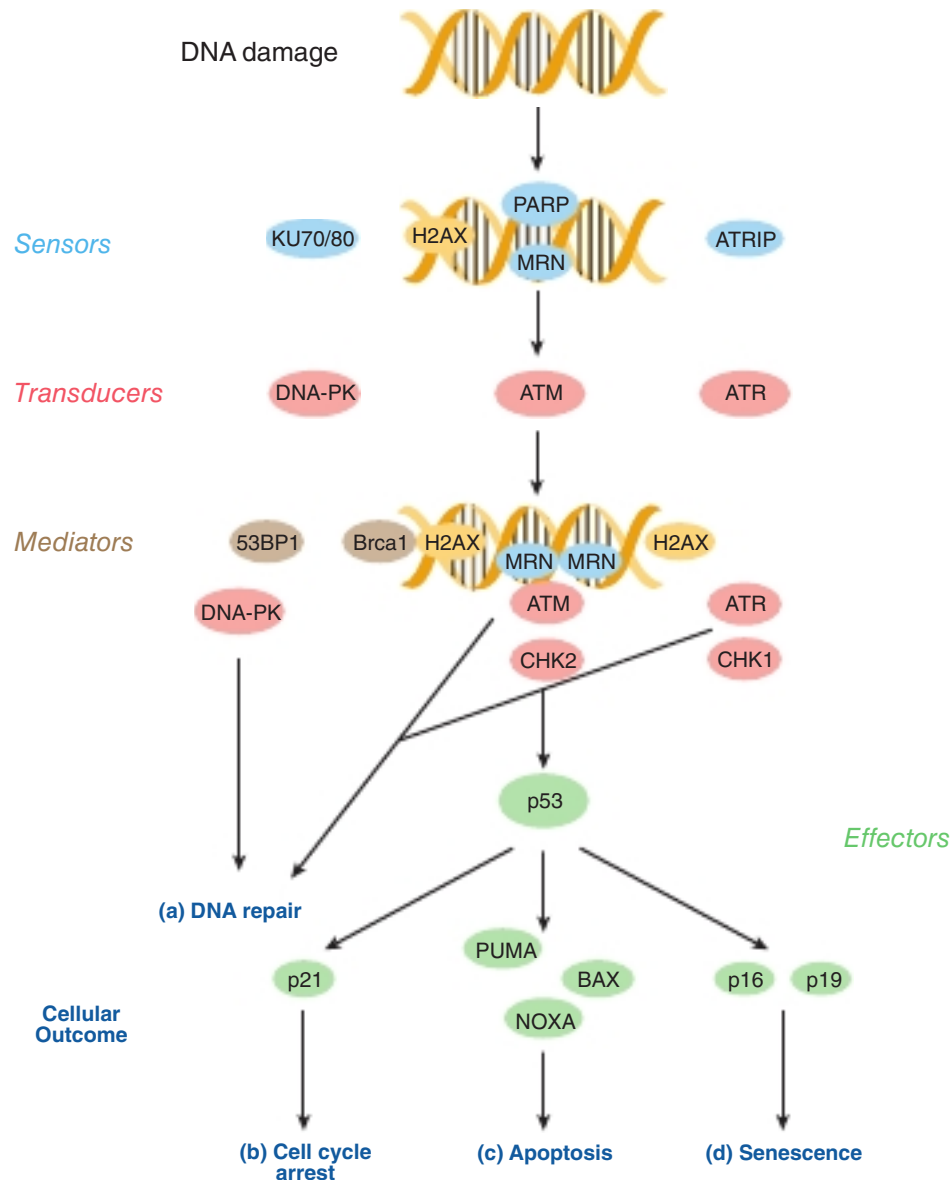 DNA damage
PARP
Sensors
KU70/80
H2AX
ATRIP
MRN
Transducers
DNA-PK
ATM
ATR
Mediators
53BP1
Brca1
H2AX
MRN
MRN
H2AX
DNA-PK
ATM
ATR
CHK2
CHK1
p53
Effectors
(a) DNA repair
PUMA
p21
BAX
p16
p19
NOXA
Cellular
Outcome
(b) Cell cycle
arrest
(c) Apoptosis
(d) Senescence